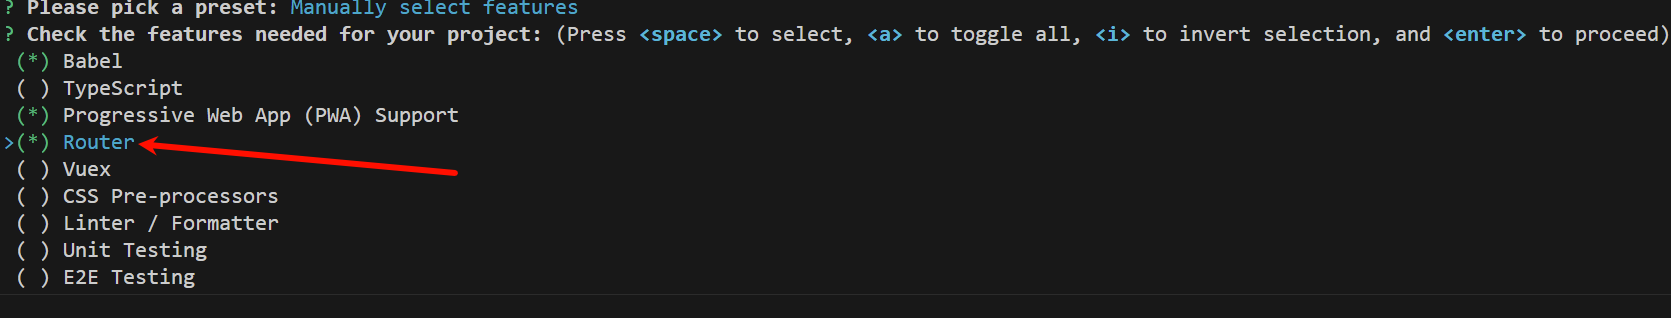 ? Please pick a preset: Manually select features
? Check the features needed for your project: (Press <space> to select, <a> to toggle all, <i> to invert selection, and <enter> to proceed)
(*) Babel
( ) TypeScript
(*) Progressive Web App (PWA) Support
>(*) Router
( ) Vuex
( ) CSS Pre-processors
( ) Linter / Formatter
( ) Unit Testing
( ) E2E Testing